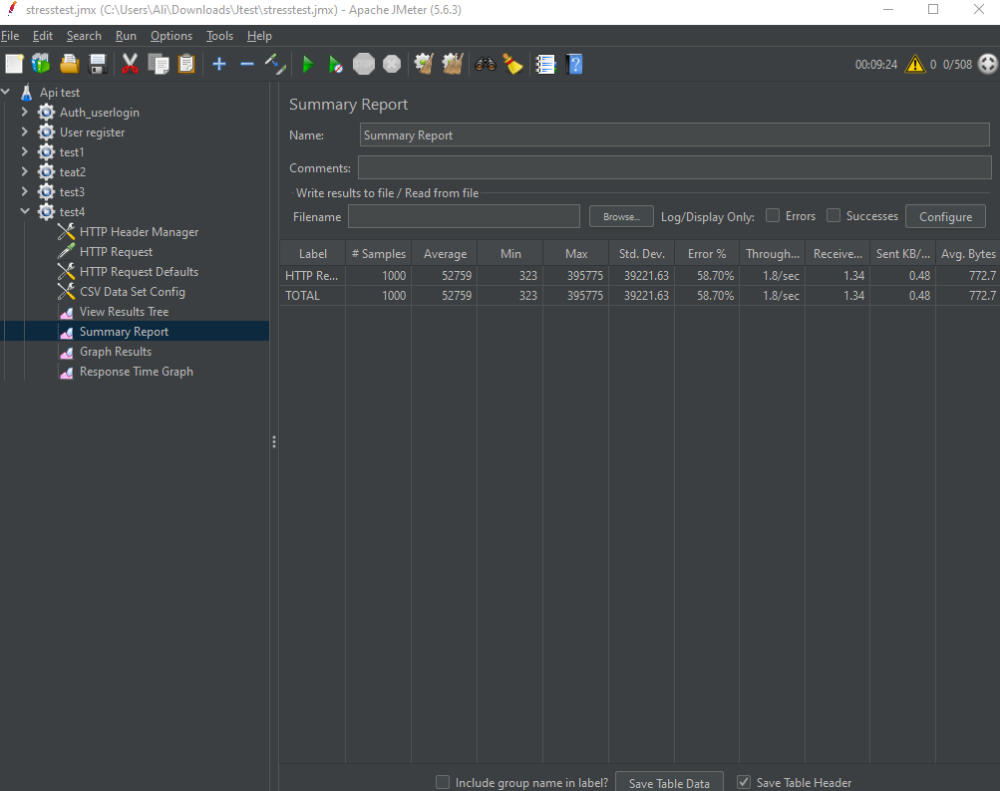 stresstest.jmx (C:\Users\Ali\Downloads\Jtest\stresstest.jmx) - Apache JMeter (5.6.3)
File Edit Search Run Options Tools Help
STOP 00:09:24 0 0/508
Api test
Auth_userlogin
User register
test1
teat2
test3
test4
HTTP Header Manager
HTTP Request
HTTP Request Defaults
CSV Data Set Config
View Results Tree
Summary Report
Graph Results
Response Time Graph
Summary Report
Name: Summary Report
Comments:
Write results to file / Read from file
Filename Browse... Log/Display Only: Errors Successes Configure
Label # Samples Average Min Max Std. Dev. Error % Through... Receive... Sent KB/... Avg. Bytes
HTTP Re... 1000 52759 323 395775 39221.63 58.70% 1.8/sec 1.34 0.48 772.7
TOTAL 1000 52759 323 395775 39221.63 58.70% 1.8/sec 1.34 0.48 772.7
Include group name in label? Save Table Data Save Table Header